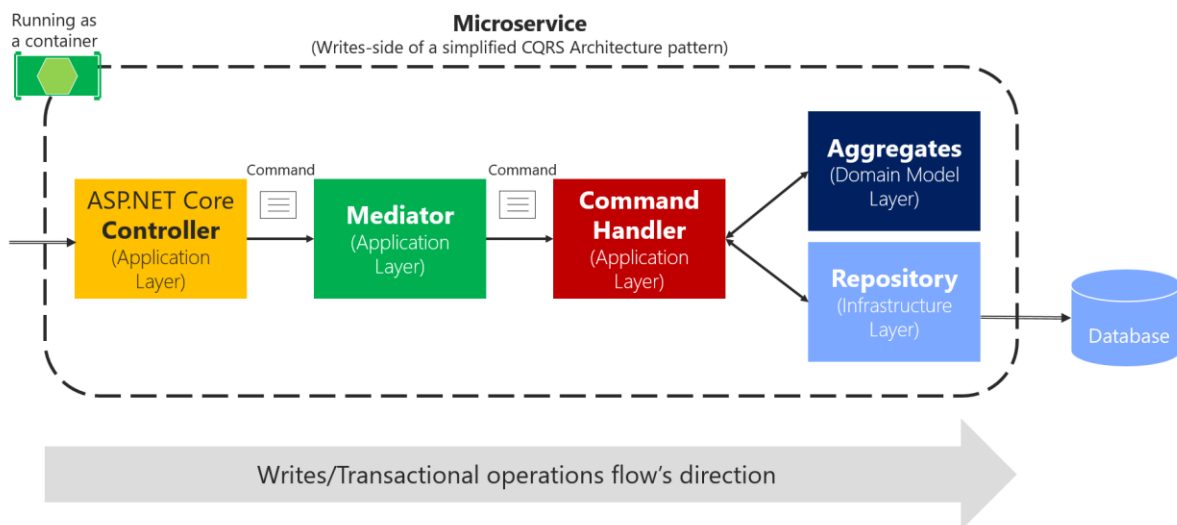 Running as
a container
Microservice
(Writes-side of a simplified CQRS Architecture pattern)
ASP.NET Core
Controller
(Application
Layer)
Command
Mediator
(Application
Layer)
Command
Command
Handler
(Application
Layer)
Aggregates
(Domain Model
Layer)
Repository
(Infrastructure
Layer)
Database
Writes/Transactional operations flow's direction